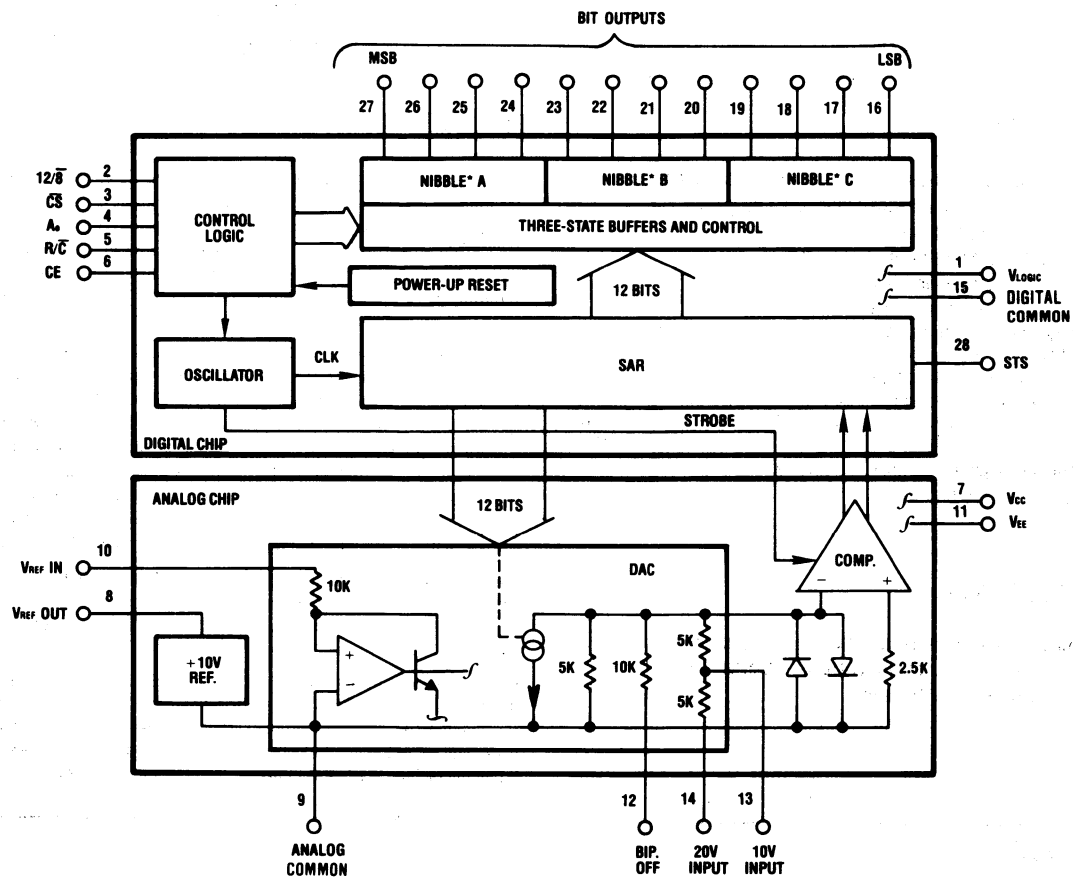 BIT OUTPUTS
MSB
LSB
27 26 25 24 23 22 21 20 19 18 17 16
12/8̅ 2
C̅S̅ 3
Ao 4
R/C̅ 5
CE 6
CONTROL
LOGIC
NIBBLE* A
NIBBLE* B
NIBBLE* C
THREE-STATE BUFFERS AND CONTROL
POWER-UP RESET
12 BITS
1 VLOGIC
15 DIGITAL
COMMON
OSCILLATOR
CLK
SAR
28 STS
STROBE
DIGITAL CHIP
ANALOG CHIP
12 BITS
7 VCC
11 VEE
COMP.
− +
10
VREF IN
8
VREF OUT
DAC
10K
+10V
REF.
+
−
5K
10K
5K
5K
2.5K
9
ANALOG
COMMON
12
BIP.
OFF
14
20V
INPUT
13
10V
INPUT